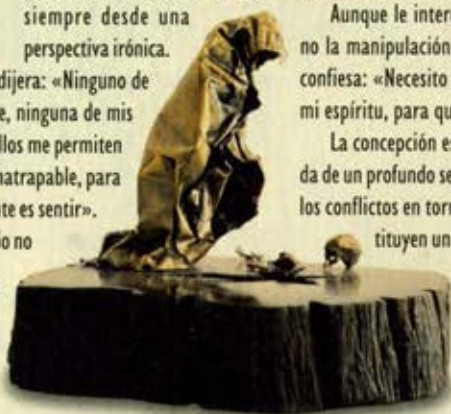 siempre desde una
perspectiva irónica.
dijera: «Ninguno de
e, ninguna de mis
llos me permiten
natrapable, para
te es sentir».
o no
Aunque le inter
no la manipulación
confiesa: «Necesito
mi espíritu, para qu
La concepción es
da de un profundo se
los conflictos en torn
tituyen un